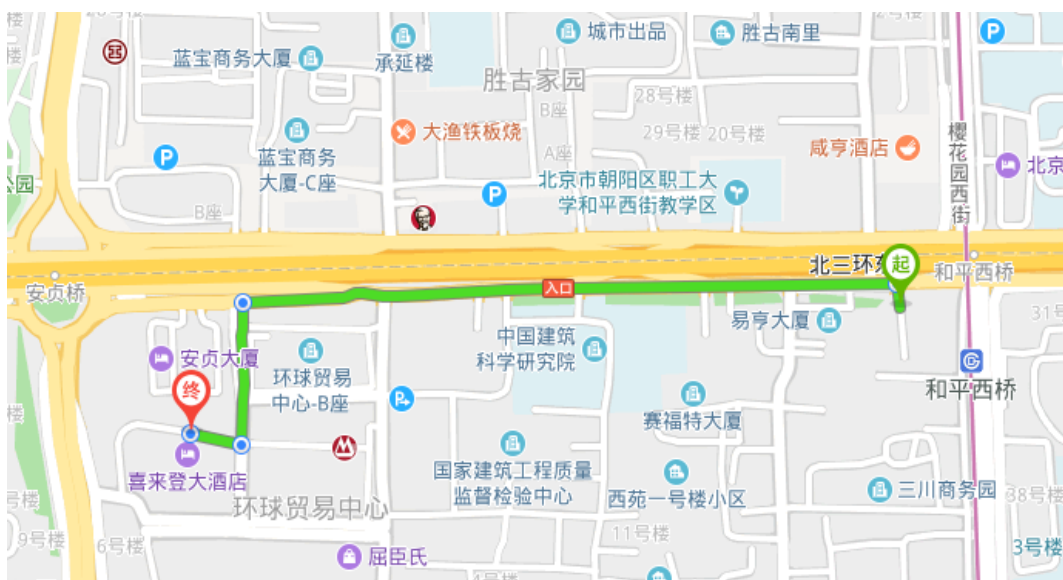 城市出品
胜古南里
P
蓝宝商务大厦
承延楼
胜古家园
28号楼
B座
大渔铁板烧
29号楼
20号楼
咸亨酒店
樱花园西街
蓝宝商务
大厦-C座
A座
P
北京
公园
北京市朝阳区职工大
学和平西街教学区
P
B座
北三环东
起
和平西桥
安贞桥
入口
31号
易亨大厦
中国建筑
科学研究院
安贞大厦
环球贸易
中心-B座
终
P
和平西桥
赛福特大厦
喜来登大酒店
国家建筑工程质量
监督检验中心
西苑一号楼小区
三川商务园
38号楼
号楼
环球贸易中心
11号楼
9号楼
6号楼
3号楼
屈臣氏